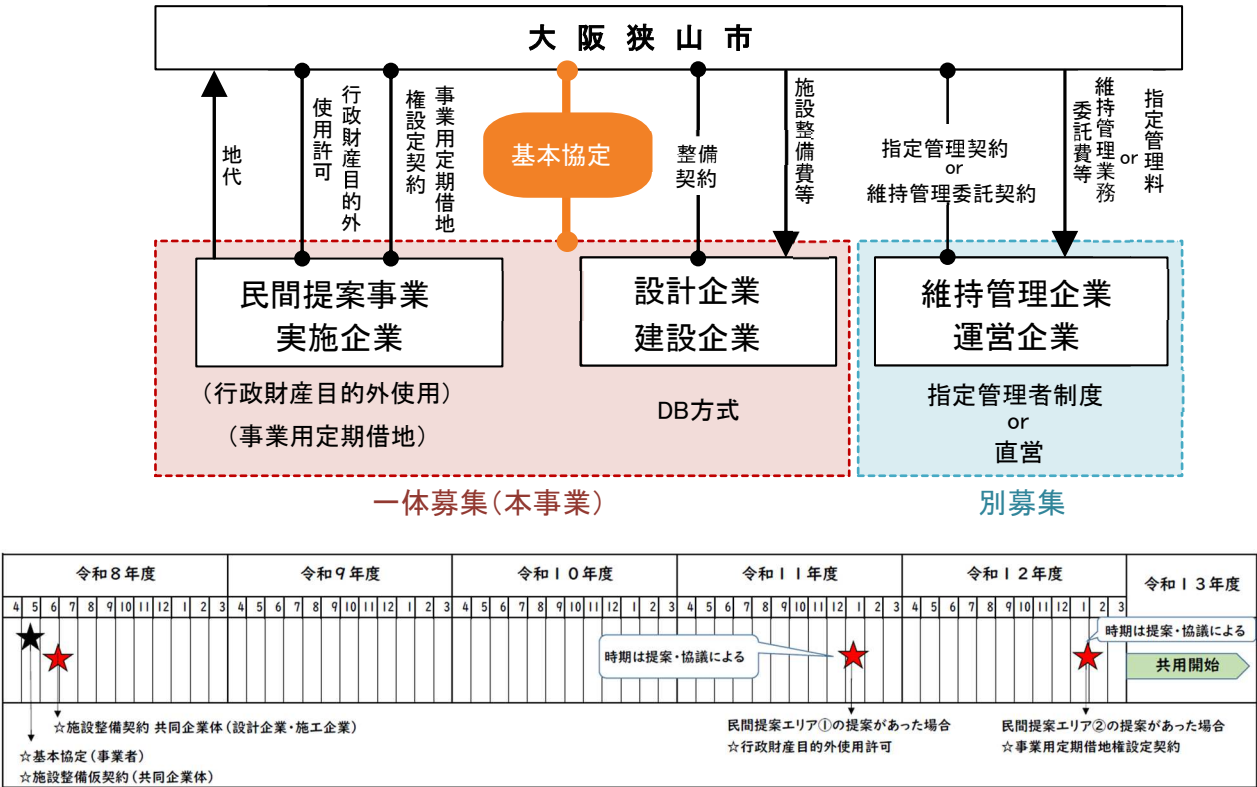 大阪狭山市
地代
行政財産目的外
使用許可
事業用定期借地
権設定契約
基本協定
整備
契約
施設整備費等
指定管理契約
or
維持管理委託契約
指定管理料
or
維持管理業務
委託費等
民間提案事業
実施企業
(行政財産目的外使用)
(事業用定期借地)
設計企業
建設企業
DB方式
維持管理企業
運営企業
指定管理者制度
or
直営
一体募集(本事業)
別募集
令和8年度 令和9年度 令和10年度 令和11年度 令和12年度 令和13年度
4 5 6 7 8 9 10 11 12 1 2 3 4 5 6 7 8 9 10 11 12 1 2 3 4 5 6 7 8 9 10 11 12 1 2 3 4 5 6 7 8 9 10 11 12 1 2 3 4 5 6 7 8 9 10 11 12 1 2 3
時期は提案・協議による
時期は提案・協議による
共用開始
☆施設整備契約 共同企業体(設計企業・施工企業)
☆基本協定(事業者)
☆施設整備仮契約(共同企業体)
民間提案エリア①の提案があった場合
☆行政財産目的外使用許可
民間提案エリア②の提案があった場合
☆事業用定期借地権設定契約